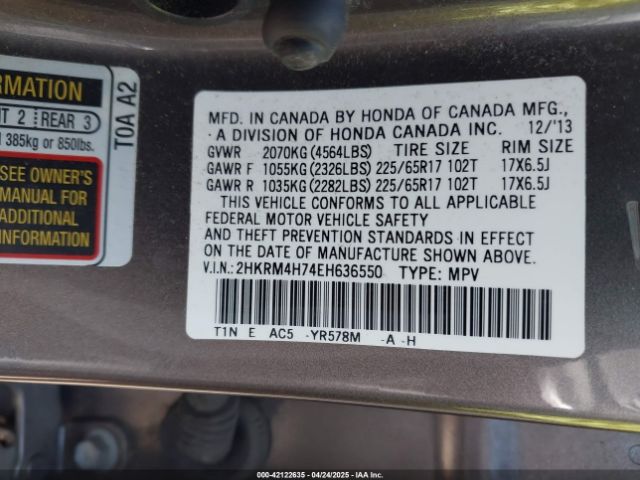 RMATION
T 2 REAR 3
385kg or 850lbs.
SEE OWNER'S
MANUAL FOR
ADDITIONAL
INFORMATION
TOA A2
MFD. IN CANADA BY HONDA OF CANADA MFG.,
- A DIVISION OF HONDA CANADA INC. 12/'13
GVWR 2070KG (4564LBS) TIRE SIZE RIM SIZE
GAWR F 1055KG (2326LBS) 225/65R17 102T 17X6.5J
GAWR R 1035KG (2282LBS) 225/65R17 102T 17X6.5J
THIS VEHICLE CONFORMS TO ALL APPLICABLE
FEDERAL MOTOR VEHICLE SAFETY
AND THEFT PREVENTION STANDARDS IN EFFECT
ON THE DATE OF MANUFACTURE SHOWN ABOVE.
V.I.N.:2HKRM4H74EH636550 TYPE: MPV
T1N E AC5 -YR578M -A -H
000-42122635 - 04/24/2025 - IAA Inc.